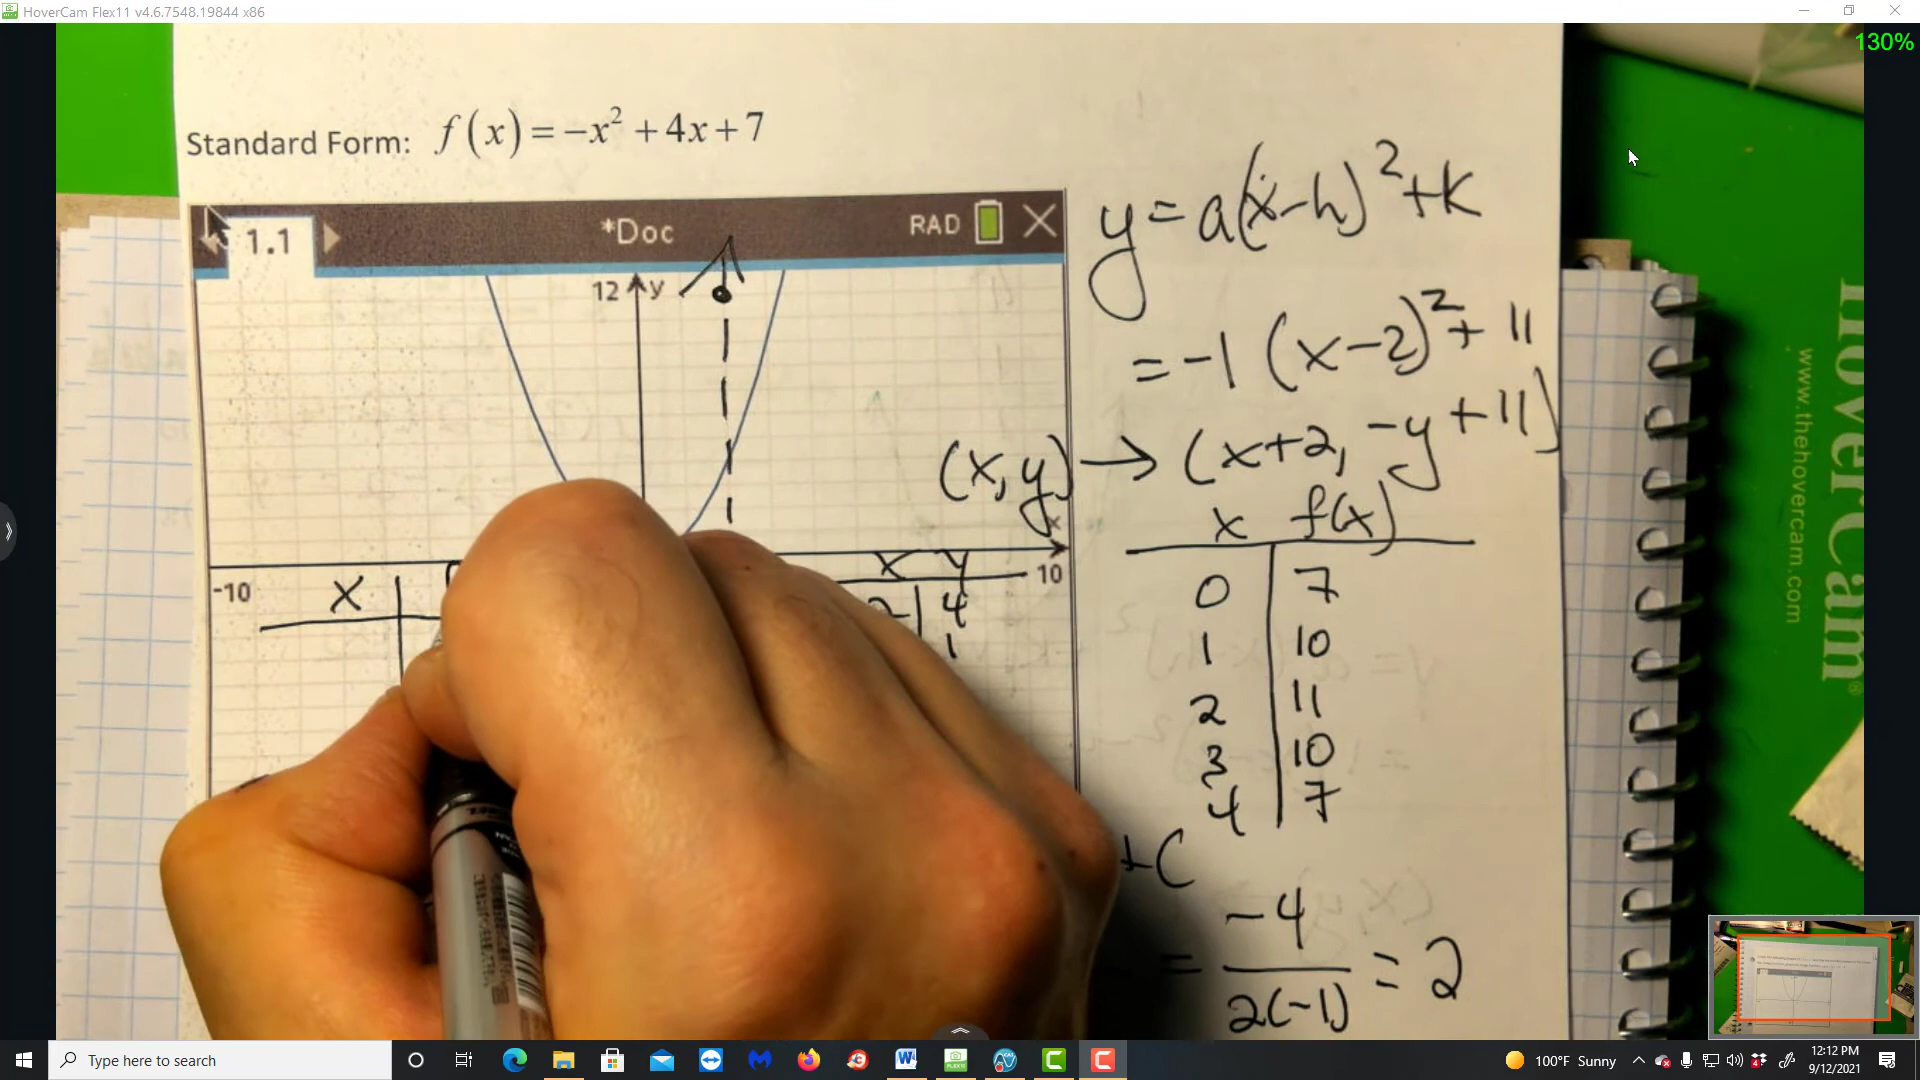 HoverCam Flex11 v4.6.7548.19844 x86
130%
Standard Form: f(x) = -x² + 4x + 7
1.1
*Doc
RAD
12
y
x
-10
10
y = a(x-h)² + k
= -1 (x-2)² + 11
(x, y) → (x+2, -y+11)
x f(x)
0 7
1 10
2 11
3 10
4 7
x
x y
4
1
+C
= -4 / 2(-1) = 2
HoverCam®
www.thehovercam.com
Type here to search
100°F Sunny
12:12 PM
9/12/2021